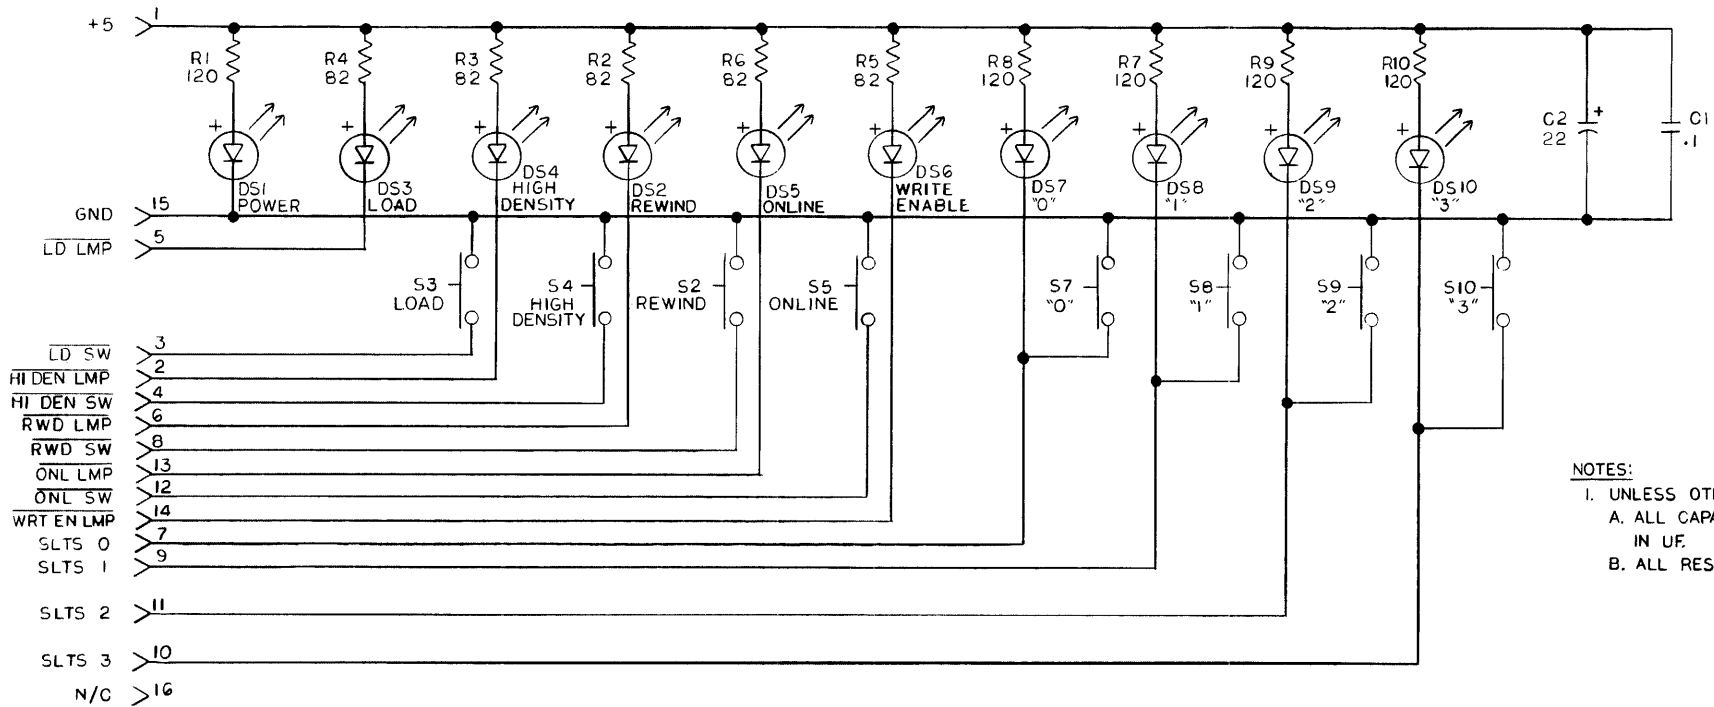 +5 1
R1
120
R4
82
R3
82
R2
82
R6
82
R5
82
R8
120
R7
120
R9
120
R10
120
C2
22
+
C1
.1
+
+
+
+
+
+
+
+
+
+
DS1
POWER
DS3
LOAD
DS4
HIGH
DENSITY
DS2
REWIND
DS5
ONLINE
DS6
WRITE
ENABLE
DS7
"0"
DS8
"1"
DS9
"2"
DS10
"3"
GND 15
LD LMP 5
S3
LOAD
S4
HIGH
DENSITY
S2
REWIND
S5
ONLINE
S7
"0"
S8
"1"
S9
"2"
S10
"3"
LD SW 3
HI DEN LMP 2
HI DEN SW 4
RWD LMP 6
RWD SW 8
ONL LMP 13
ONL SW 12
WRT EN LMP 14
SLTS 0 7
SLTS 1 9
SLTS 2 11
SLTS 3 10
N/C 16
NOTES:
1. UNLESS OT
A. ALL CAPA
IN UF.
B. ALL RES